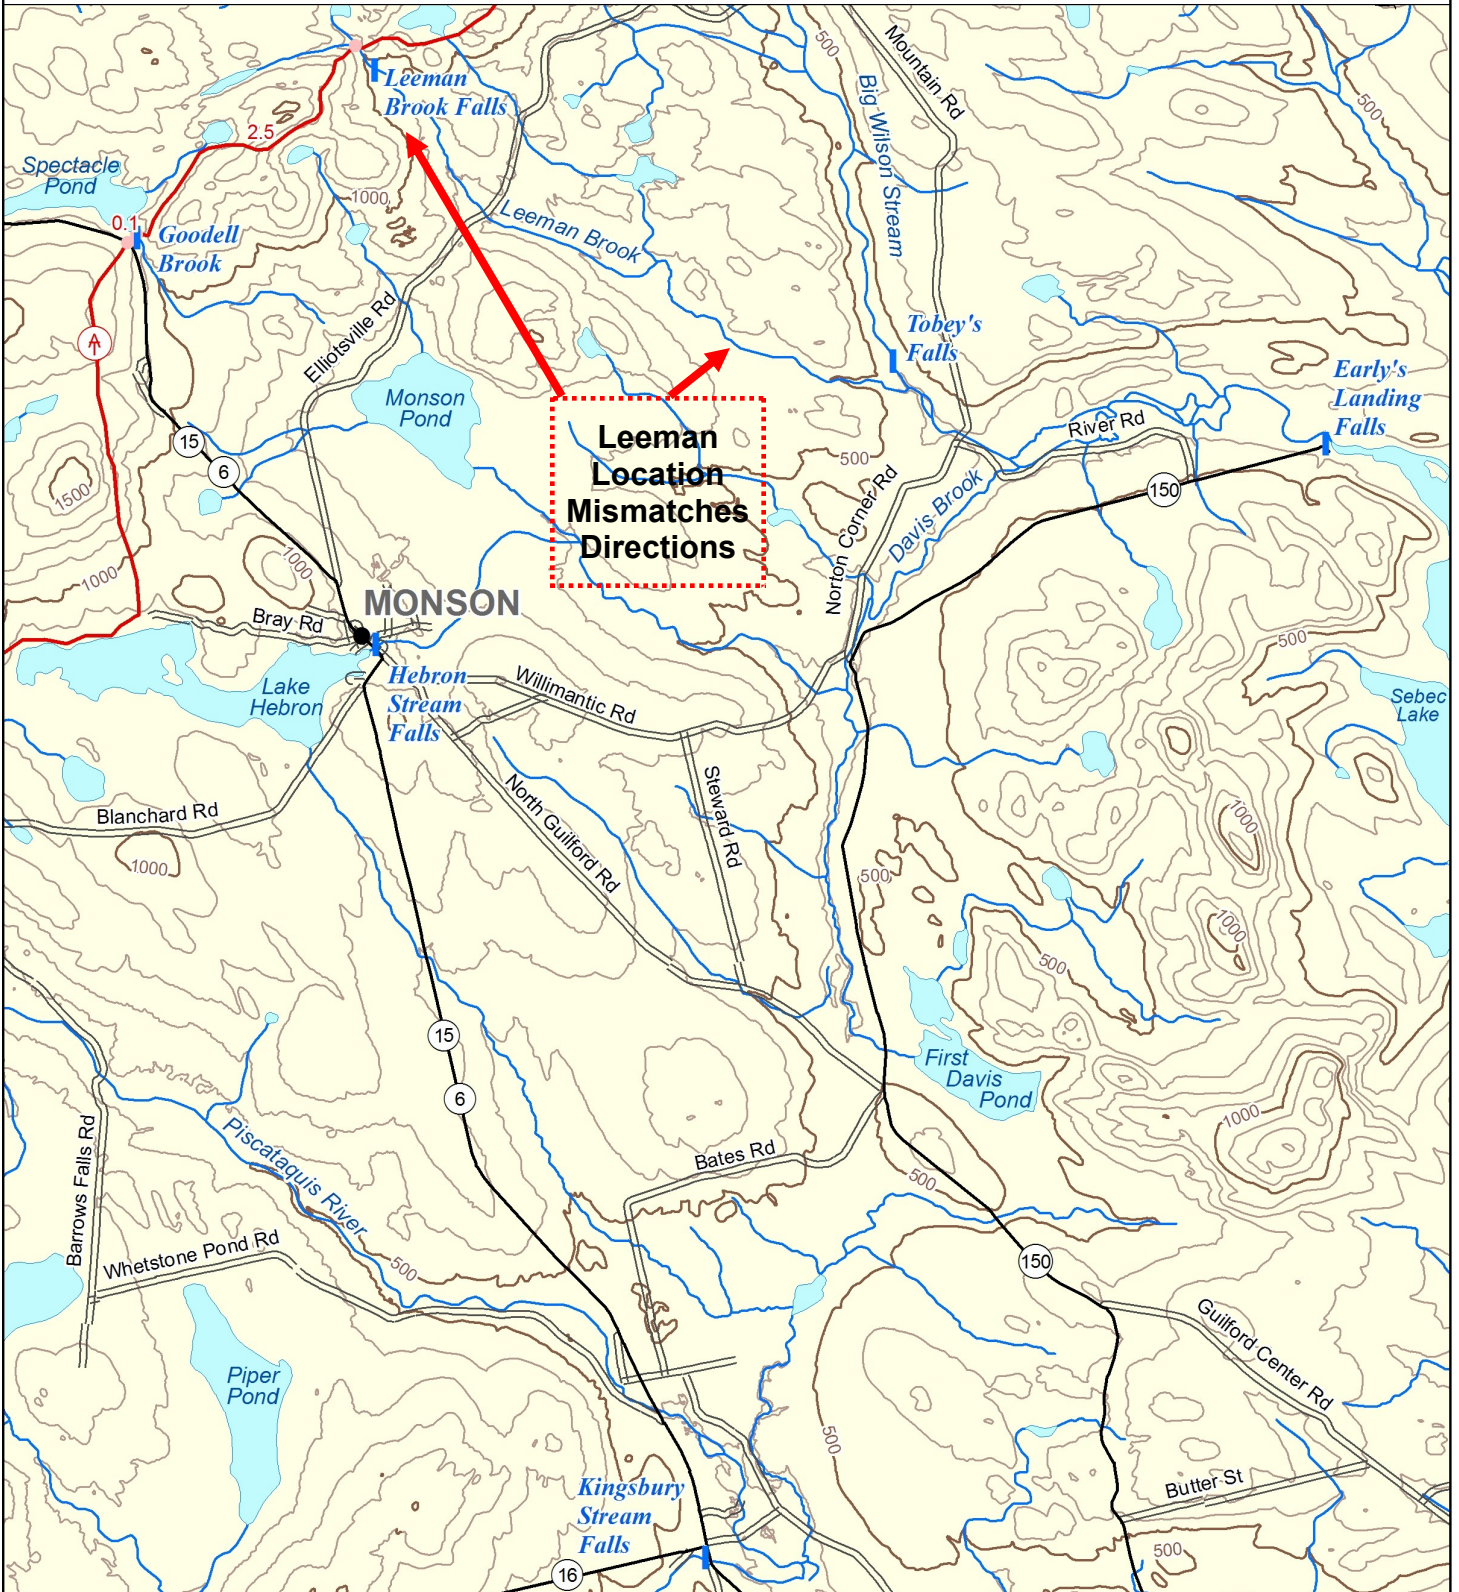 500
Mountain Rd
Leeman
Brook Falls
Big Wilson Stream
500
2.5
Spectacle
Pond
1000
0.1
Goodell
Brook
Leeman Brook
Elliotsville Rd
Tobey's
Falls
Early's
Landing
Falls
Monson
Pond
Leeman
Location
Mismatches
Directions
River Rd
15
6
500
150
1500
Norton Corner Rd
Davis Brook
1000
1000
MONSON
Bray Rd
500
Hebron
Stream
Falls
Lake
Hebron
Willimantic Rd
Sebec
Lake
Steward Rd
North Guilford Rd
Blanchard Rd
1000
1000
500
1000
500
15
First
Davis
Pond
6
1000
Piscataquis River
Barrows Falls Rd
Bates Rd
500
Whetstone Pond Rd
500
150
Guilford Center Rd
Piper
Pond
500
Butter St
Kingsbury
Stream
Falls
500
16